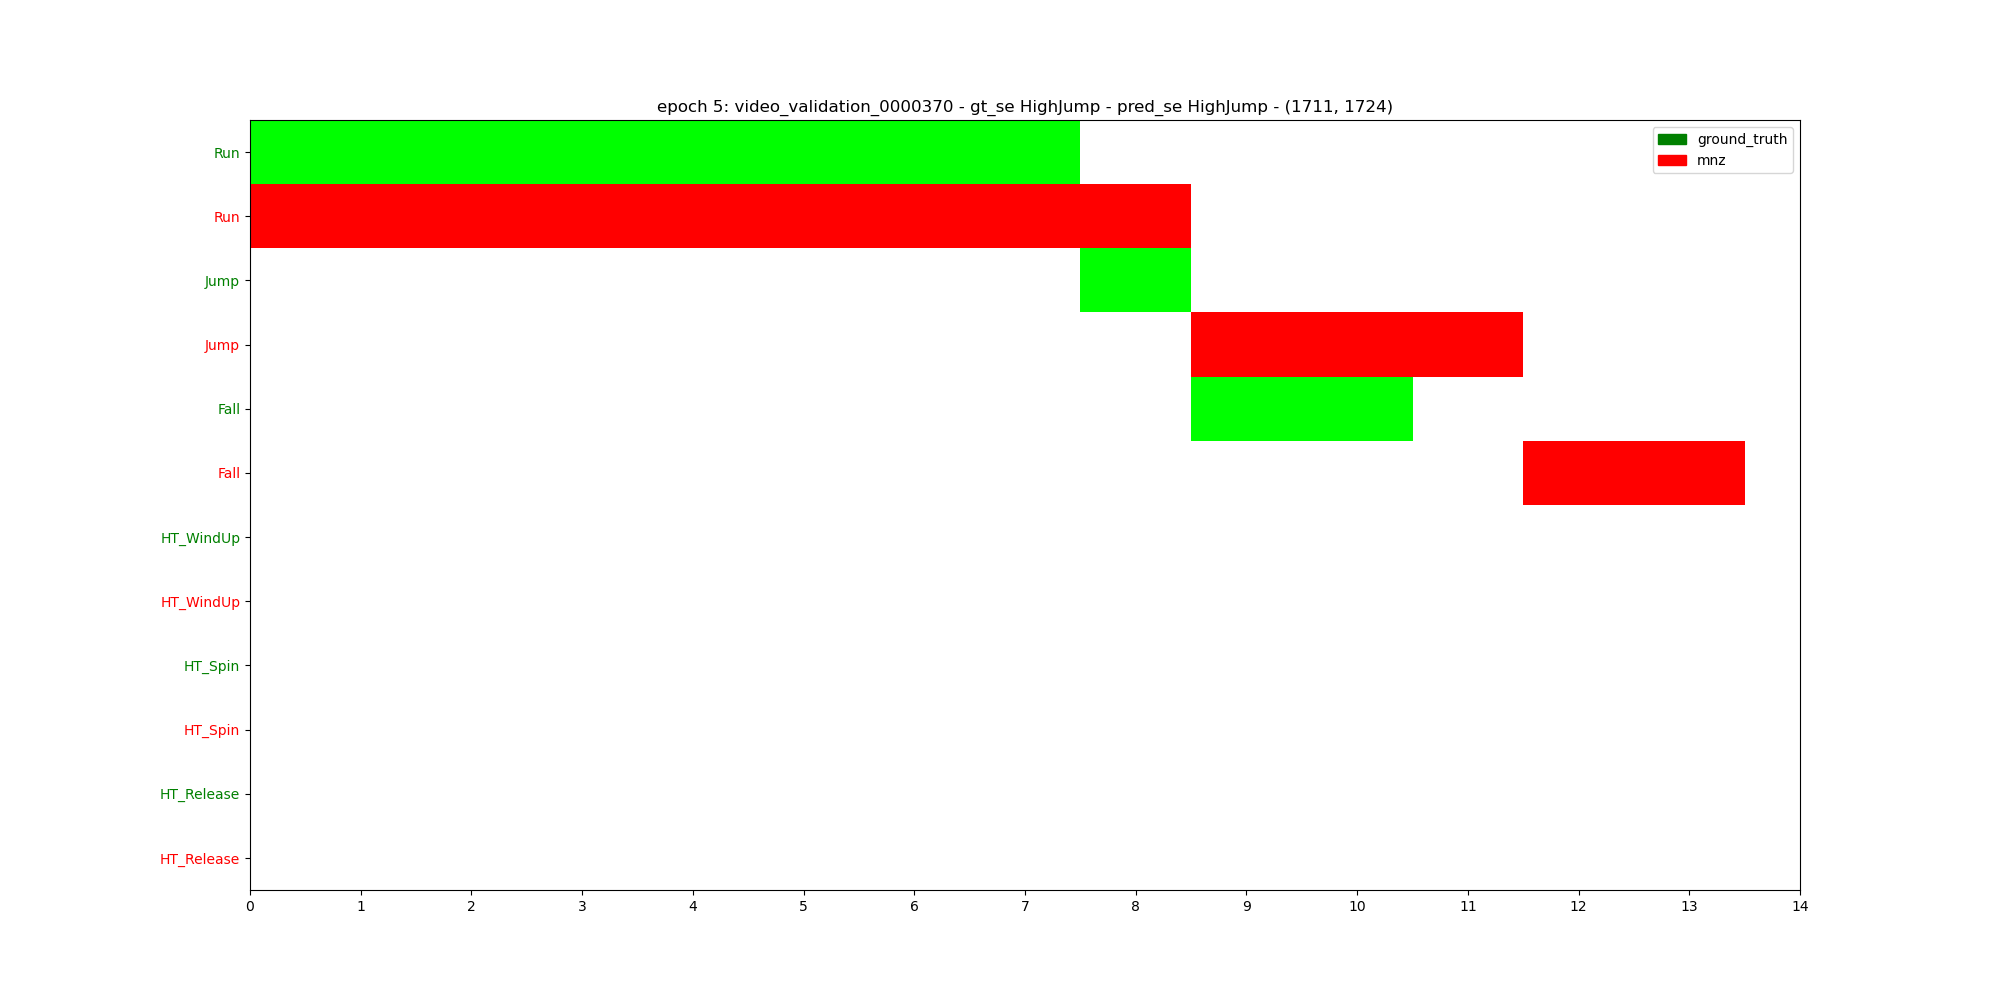 epoch 5: video_validation_0000370 - gt_se HighJump - pred_se HighJump - (1711, 1724)
ground_truth
mnz
Run
Run
Jump
Jump
Fall
Fall
HT_WindUp
HT_WindUp
HT_Spin
HT_Spin
HT_Release
HT_Release
0 1 2 3 4 5 6 7 8 9 10 11 12 13 14